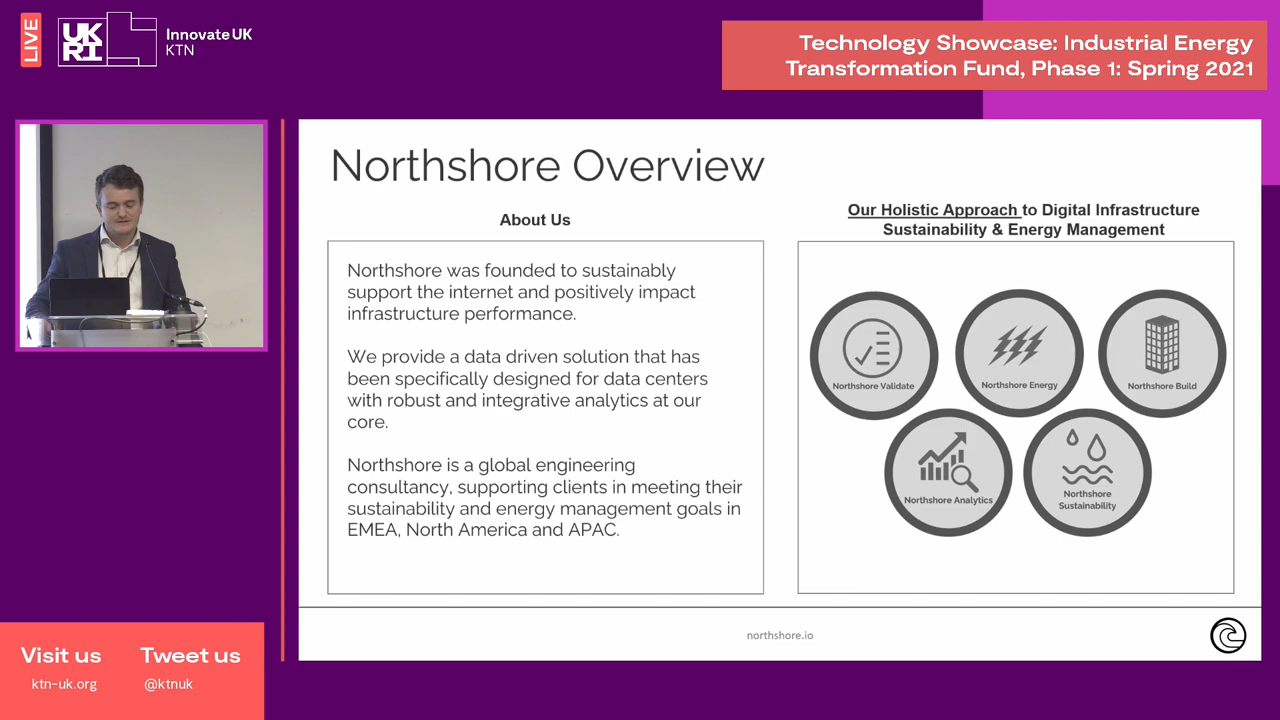 LIVE
UK
RI
Innovate UK
KTN
Technology Showcase: Industrial Energy
Transformation Fund, Phase 1: Spring 2021
Northshore Overview
About Us
Northshore was founded to sustainably
support the internet and positively impact
infrastructure performance.
We provide a data driven solution that has
been specifically designed for data centers
with robust and integrative analytics at our
core.
Northshore is a global engineering
consultancy, supporting clients in meeting their
sustainability and energy management goals in
EMEA, North America and APAC.
Our Holistic Approach to Digital Infrastructure
Sustainability & Energy Management
Northshore Validate
Northshore Energy
Northshore Build
Northshore Analytics
Northshore
Sustainability
northshore.io
Visit us
ktn-uk.org
Tweet us
@ktnuk